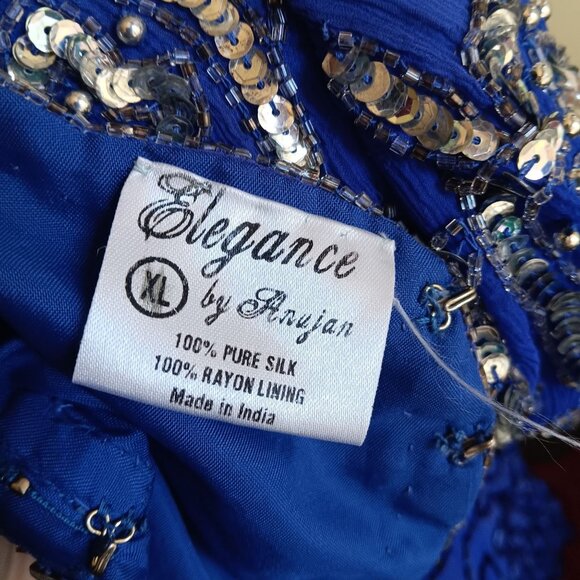 Elegance
XL by Anujan
100% PURE SILK
100% RAYON LINING
Made in India